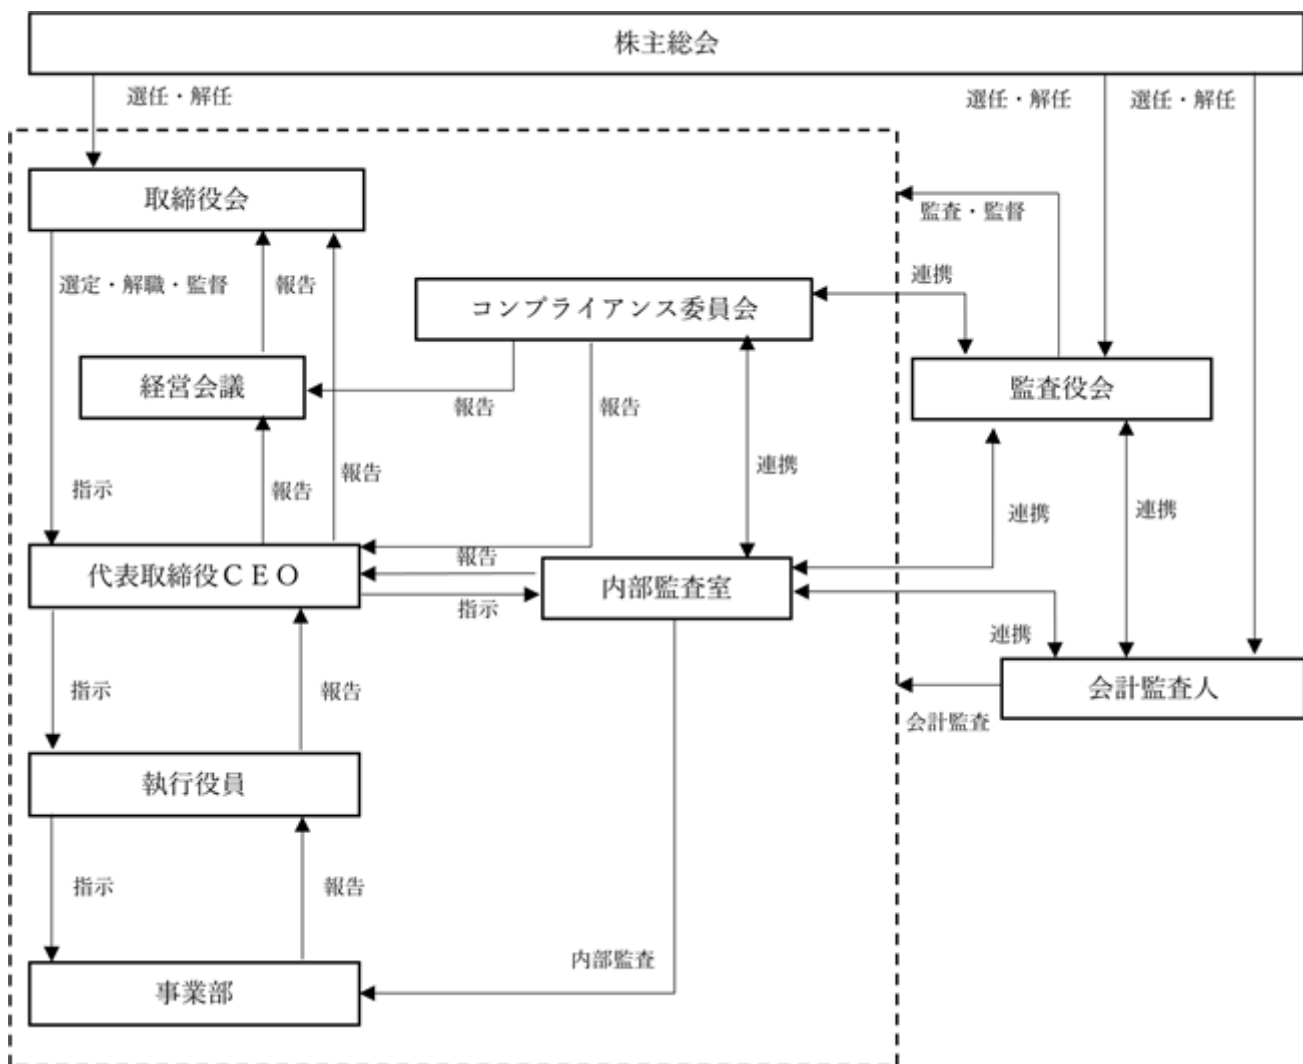 株主総会
選任・解任
選任・解任
選任・解任
取締役会
監査・監督
選定・解職・監督
報告
連携
コンプライアンス委員会
経営会議
監査役会
報告
報告
連携
報告
指示
報告
連携
連携
報告
代表取締役CEO
内部監査室
指示
連携
指示
報告
会計監査人
会計監査
執行役員
指示
報告
内部監査
事業部